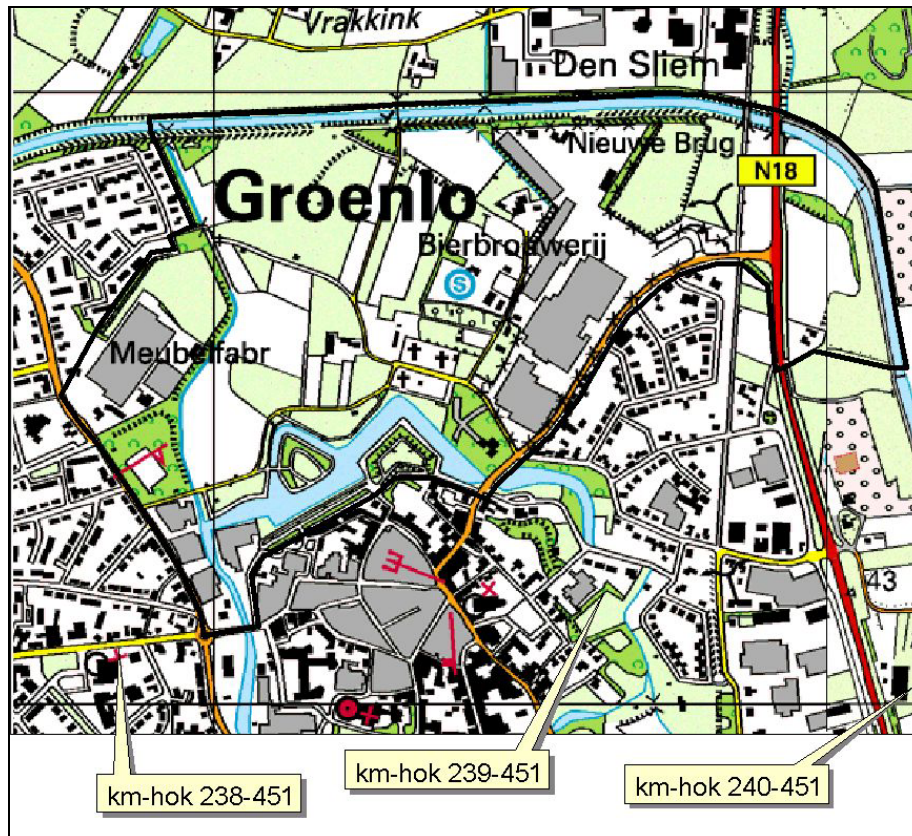 Vrakkink
Den Sliem
Nieuwe Brug
N18
Groenlo
Bierbrouwerij
S
Meubelfabr
43
km-hok 238-451
km-hok 239-451
km-hok 240-451